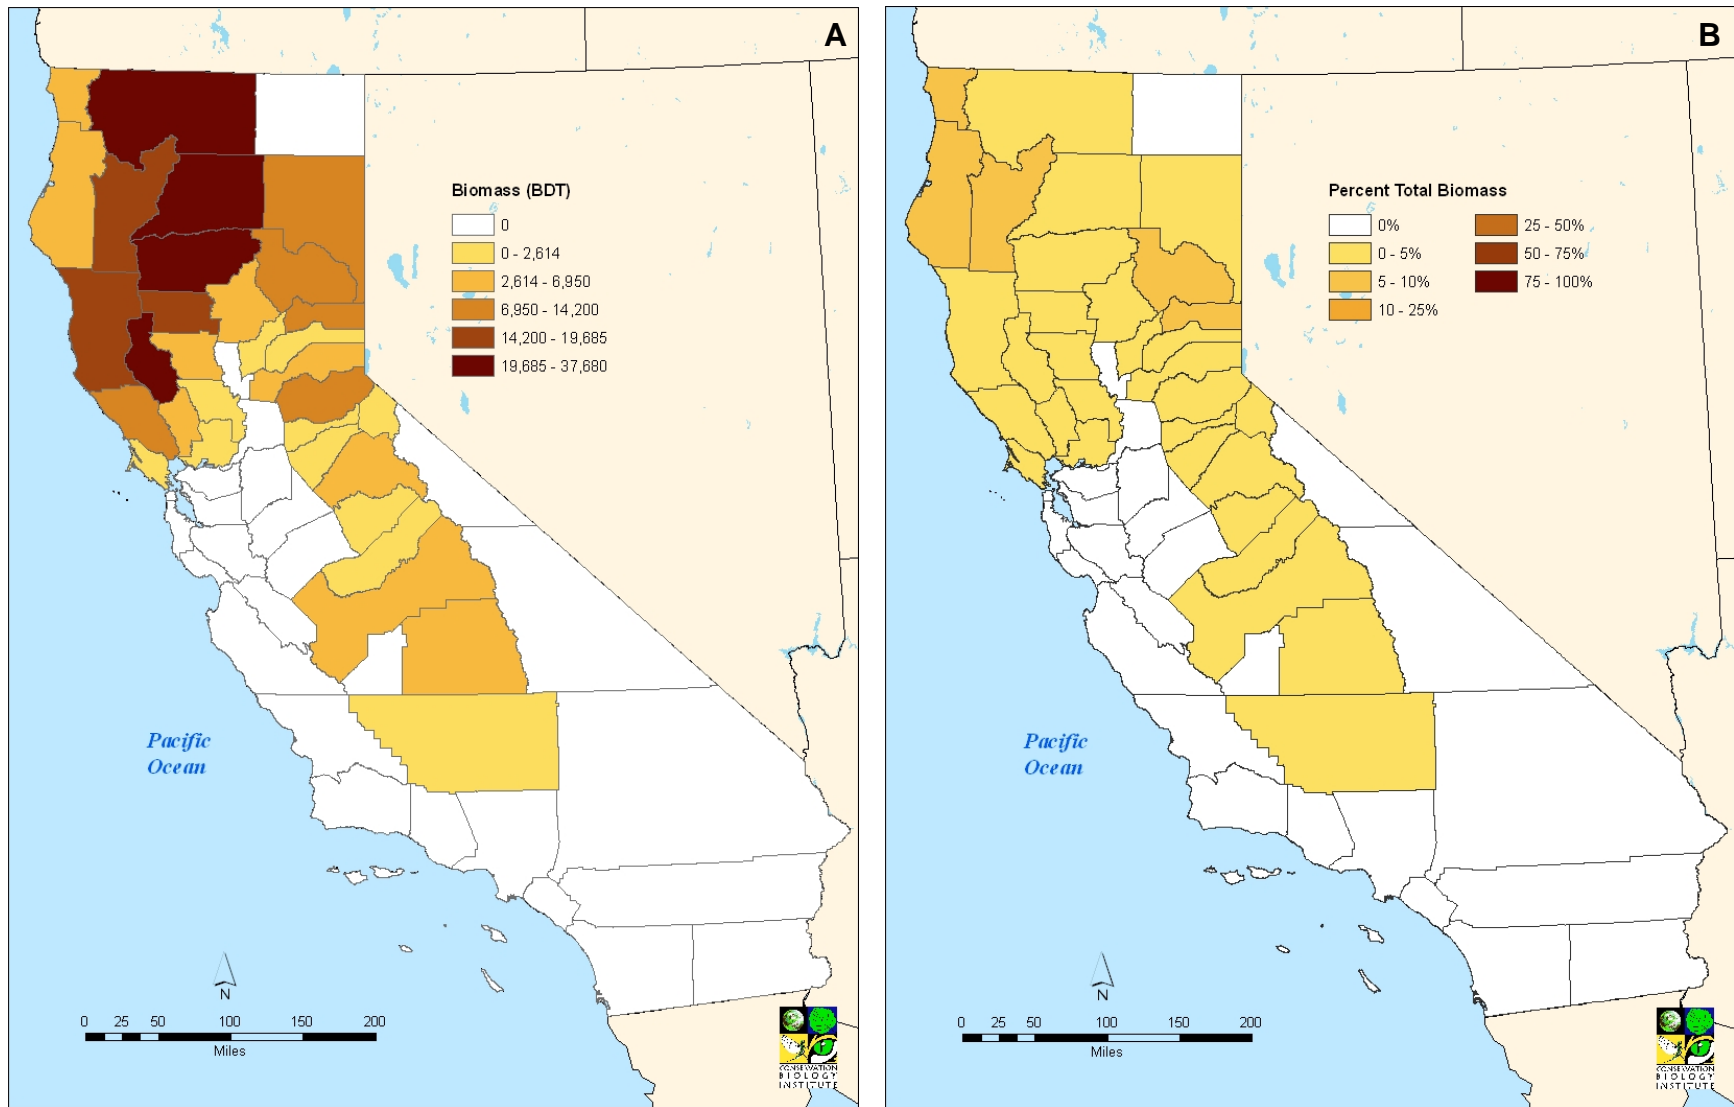 A
Biomass (BDT)
0
0 - 2,614
2,614 - 6,950
6,950 - 14,200
14,200 - 19,685
19,685 - 37,680
Pacific
Ocean
N
0 25 50 100 150 200
Miles
CONSERVATION
BIOLOGY
INSTITUTE
B
Percent Total Biomass
0%
0 - 5%
5 - 10%
10 - 25%
25 - 50%
50 - 75%
75 - 100%
Pacific
Ocean
N
0 25 50 100 150 200
Miles
CONSERVATION
BIOLOGY
INSTITUTE